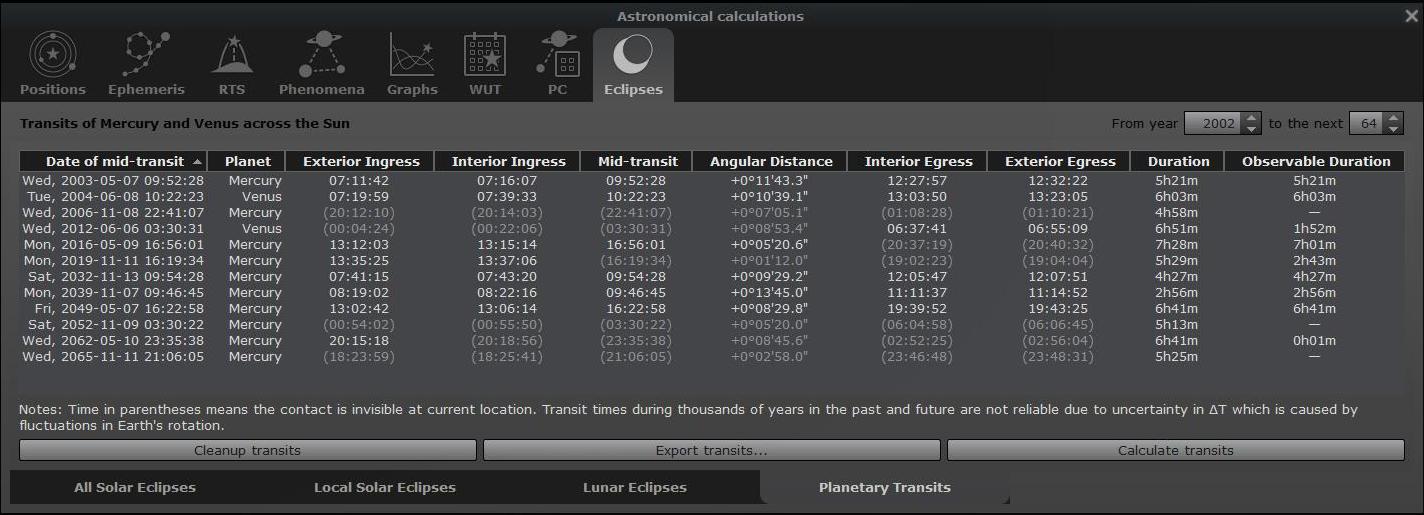 Astronomical calculations
Positions Ephemeris RTS Phenomena Graphs WUT PC Eclipses
Transits of Mercury and Venus across the Sun From year 2002 to the next 64
Date of mid-transit Planet Exterior Ingress Interior Ingress Mid-transit Angular Distance Interior Egress Exterior Egress Duration Observable Duration
Wed, 2003-05-07 09:52:28 Mercury 07:11:42 07:16:07 09:52:28 +0°11'43.3" 12:27:57 12:32:22 5h21m 5h21m
Tue, 2004-06-08 10:22:23 Venus 07:19:59 07:39:33 10:22:23 +0°10'39.1" 13:03:50 13:23:05 6h03m 6h03m
Wed, 2006-11-08 22:41:07 Mercury (20:12:10) (20:14:03) (22:41:07) +0°07'05.1" (01:08:28) (01:10:21) 4h58m —
Wed, 2012-06-06 03:30:31 Venus (00:04:24) (00:22:06) (03:30:31) +0°08'53.4" 06:37:41 06:55:09 6h51m 1h52m
Mon, 2016-05-09 16:56:01 Mercury 13:12:03 13:15:14 16:56:01 +0°05'20.6" (20:37:19) (20:40:32) 7h28m 7h01m
Mon, 2019-11-11 16:19:34 Mercury 13:35:25 13:37:06 (16:19:34) +0°01'12.0" (19:02:23) (19:04:04) 5h29m 2h43m
Sat, 2032-11-13 09:54:28 Mercury 07:41:15 07:43:20 09:54:28 +0°09'29.2" 12:05:47 12:07:51 4h27m 4h27m
Mon, 2039-11-07 09:46:45 Mercury 08:19:02 08:22:16 09:46:45 +0°13'45.0" 11:11:37 11:14:52 2h56m 2h56m
Fri, 2049-05-07 16:22:58 Mercury 13:02:42 13:06:14 16:22:58 +0°08'29.8" 19:39:52 19:43:25 6h41m 6h41m
Sat, 2052-11-09 03:30:22 Mercury (00:54:02) (00:55:50) (03:30:22) +0°05'20.0" (06:04:58) (06:06:45) 5h13m —
Wed, 2062-05-10 23:35:38 Mercury 20:15:18 (20:18:56) (23:35:38) +0°08'45.6" (02:52:25) (02:56:04) 6h41m 0h01m
Wed, 2065-11-11 21:06:05 Mercury (18:23:59) (18:25:41) (21:06:05) +0°02'58.0" (23:46:48) (23:48:31) 5h25m —
Notes: Time in parentheses means the contact is invisible at current location. Transit times during thousands of years in the past and future are not reliable due to uncertainty in ΔT which is caused by
fluctuations in Earth's rotation.
Cleanup transits Export transits... Calculate transits
All Solar Eclipses Local Solar Eclipses Lunar Eclipses Planetary Transits